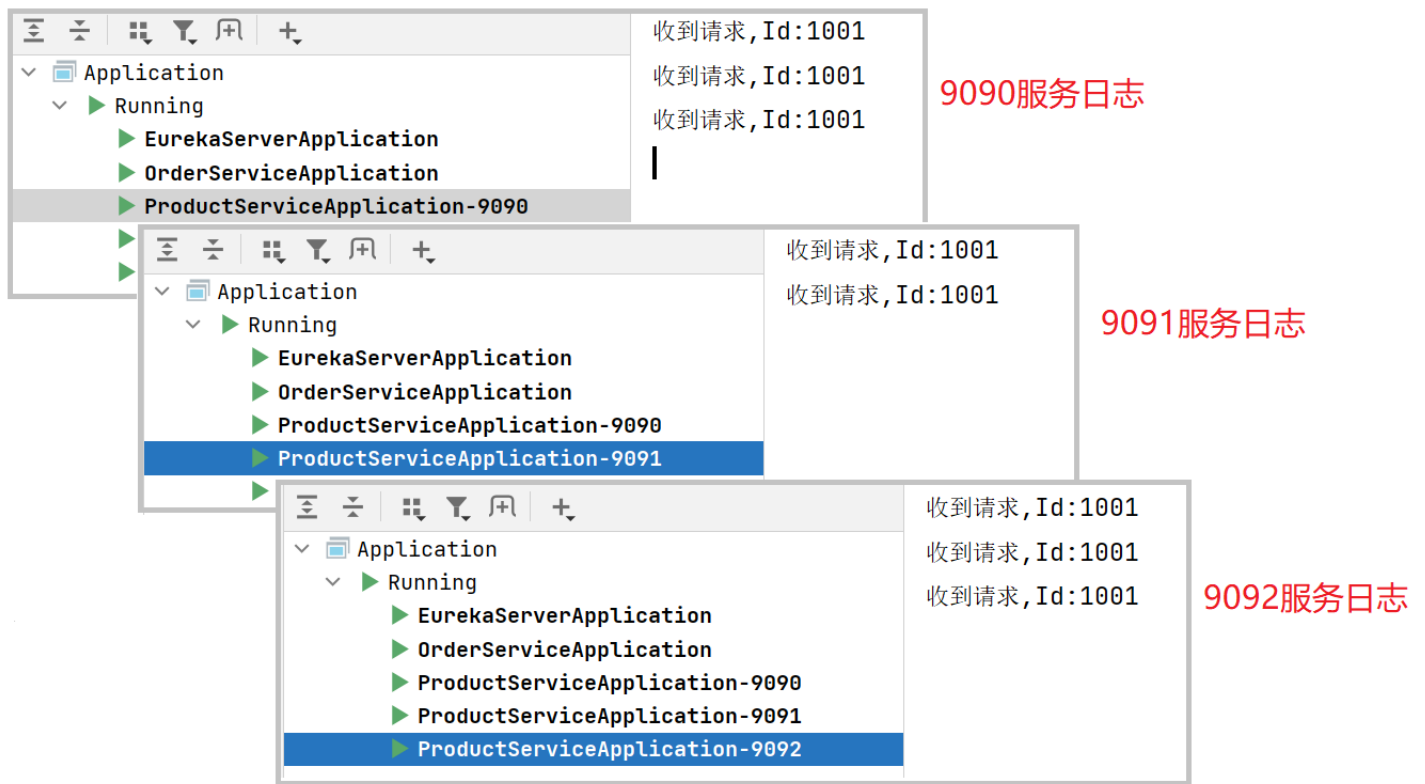 Application
Running
EurekaServerApplication
OrderServiceApplication
ProductServiceApplication-9090
收到请求,Id:1001
收到请求,Id:1001
收到请求,Id:1001
9090服务日志
Application
Running
EurekaServerApplication
OrderServiceApplication
ProductServiceApplication-9090
ProductServiceApplication-9091
收到请求,Id:1001
收到请求,Id:1001
9091服务日志
Application
Running
EurekaServerApplication
OrderServiceApplication
ProductServiceApplication-9090
ProductServiceApplication-9091
ProductServiceApplication-9092
收到请求,Id:1001
收到请求,Id:1001
收到请求,Id:1001
9092服务日志